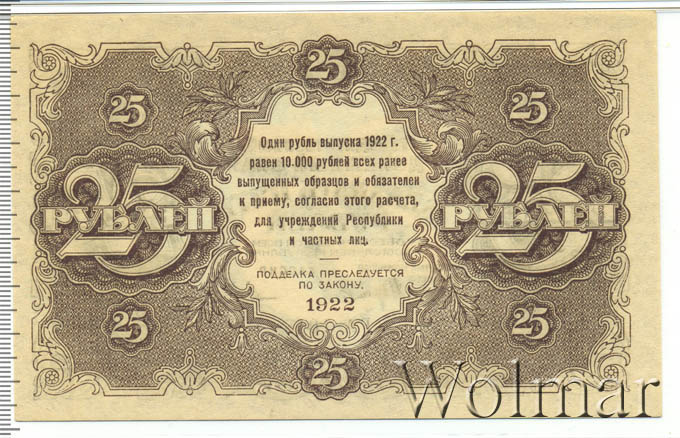 25
25
25
Один рубль выпуска 1922 г.
равен 10.000 рублей всех ранее
выпущенных образцов и обязателен
к приему, согласно этого расчета,
для учреждений Республики
и частных лиц.
25
РУБЛЕЙ
25
РУБЛЕЙ
ПОДДЕЛКА ПРЕСЛЕДУЕТСЯ
ПО ЗАКОНУ.
1922
25
25
25
Wolmar